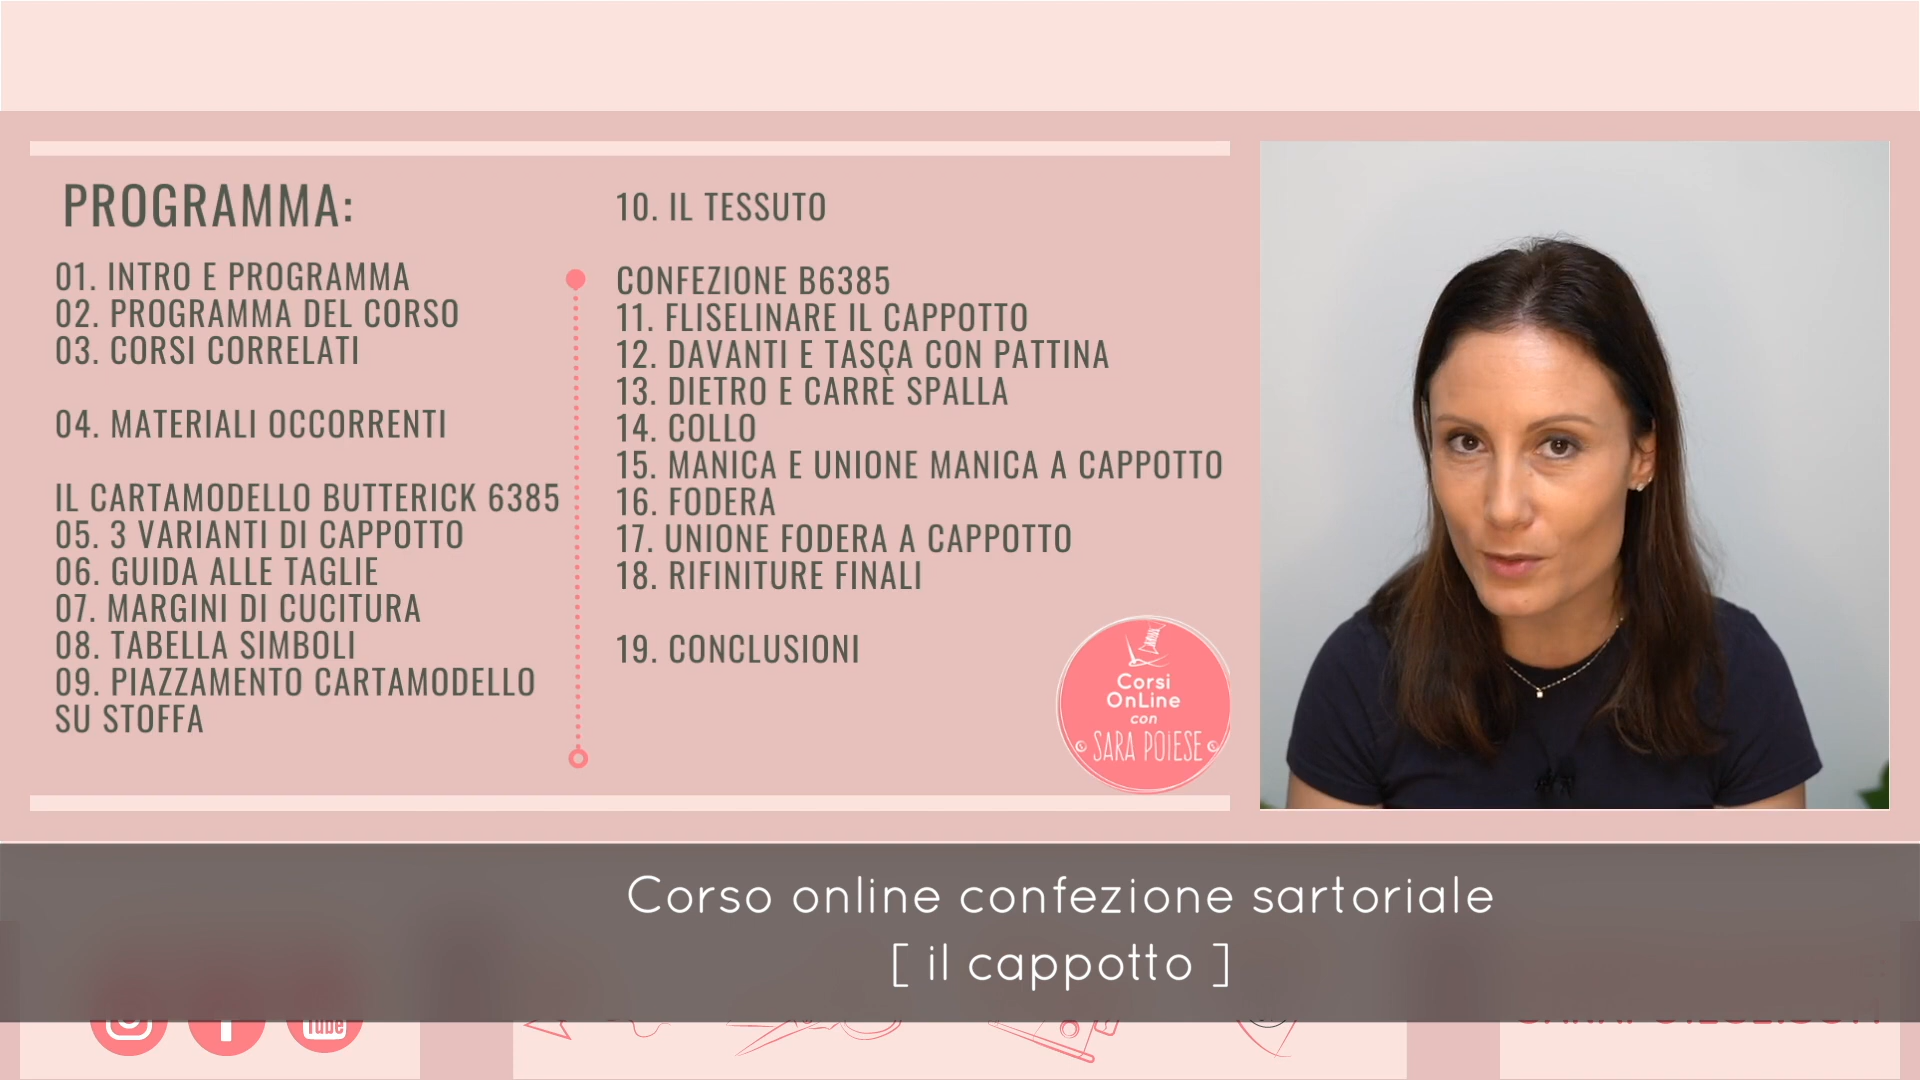 PROGRAMMA:
01. INTRO E PROGRAMMA
02. PROGRAMMA DEL CORSO
03. CORSI CORRELATI
04. MATERIALI OCCORRENTI
IL CARTAMODELLO BUTTERICK 6385
05. 3 VARIANTI DI CAPPOTTO
06. GUIDA ALLE TAGLIE
07. MARGINI DI CUCITURA
08. TABELLA SIMBOLI
09. PIAZZAMENTO CARTAMODELLO
SU STOFFA
10. IL TESSUTO
CONFEZIONE B6385
11. FLISELINARE IL CAPPOTTO
12. DAVANTI E TASCA CON PATTINA
13. DIETRO E CARRÈ SPALLA
14. COLLO
15. MANICA E UNIONE MANICA A CAPPOTTO
16. FODERA
17. UNIONE FODERA A CAPPOTTO
18. RIFINITURE FINALI
19. CONCLUSIONI
Corsi
OnLine
con
SARA POIESE
Corso online confezione sartoriale
[ il cappotto ]
Tube